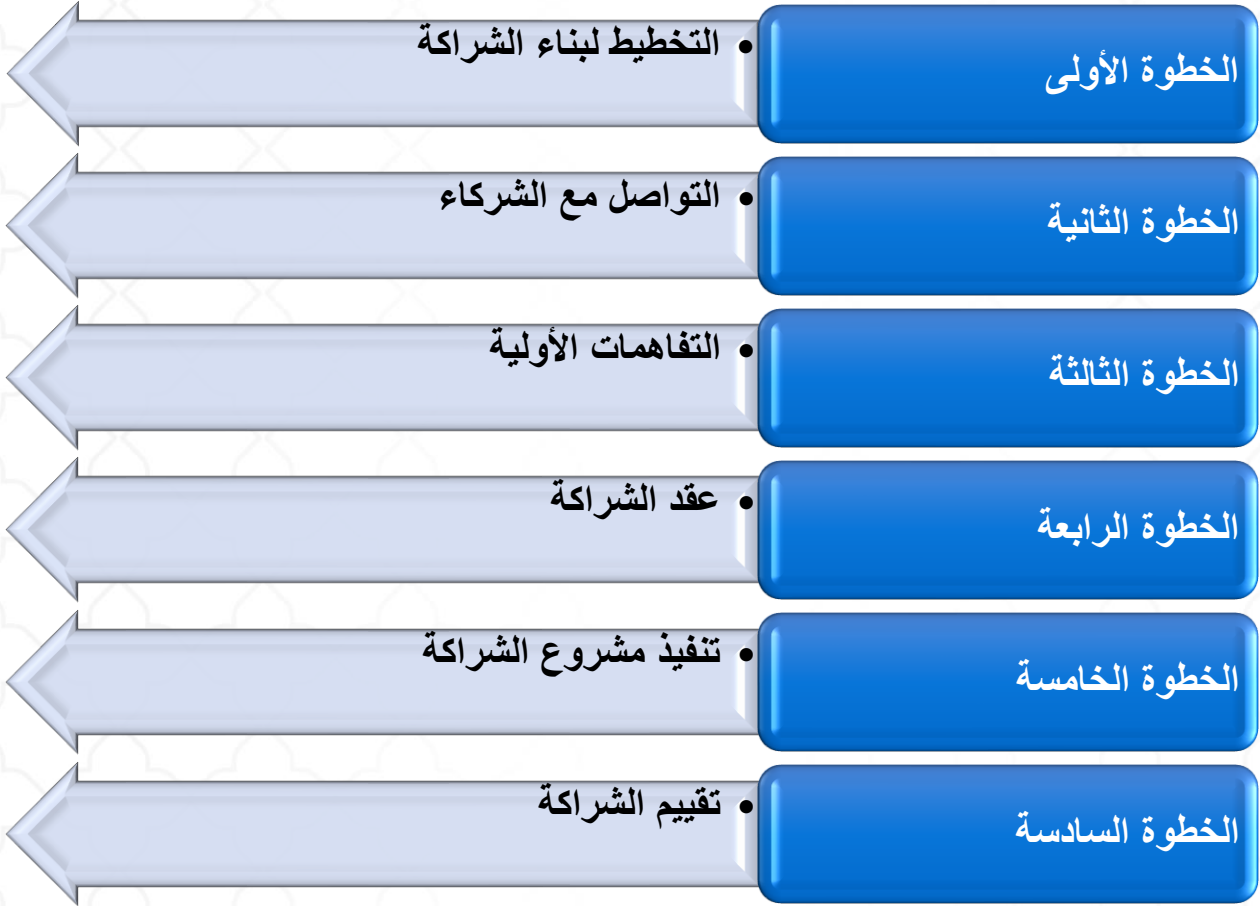 الخطوة الأولى
• التخطيط لبناء الشراكة
الخطوة الثانية
• التواصل مع الشركاء
الخطوة الثالثة
• التفاهمات الأولية
الخطوة الرابعة
• عقد الشراكة
الخطوة الخامسة
• تنفيذ مشروع الشراكة
الخطوة السادسة
• تقييم الشراكة